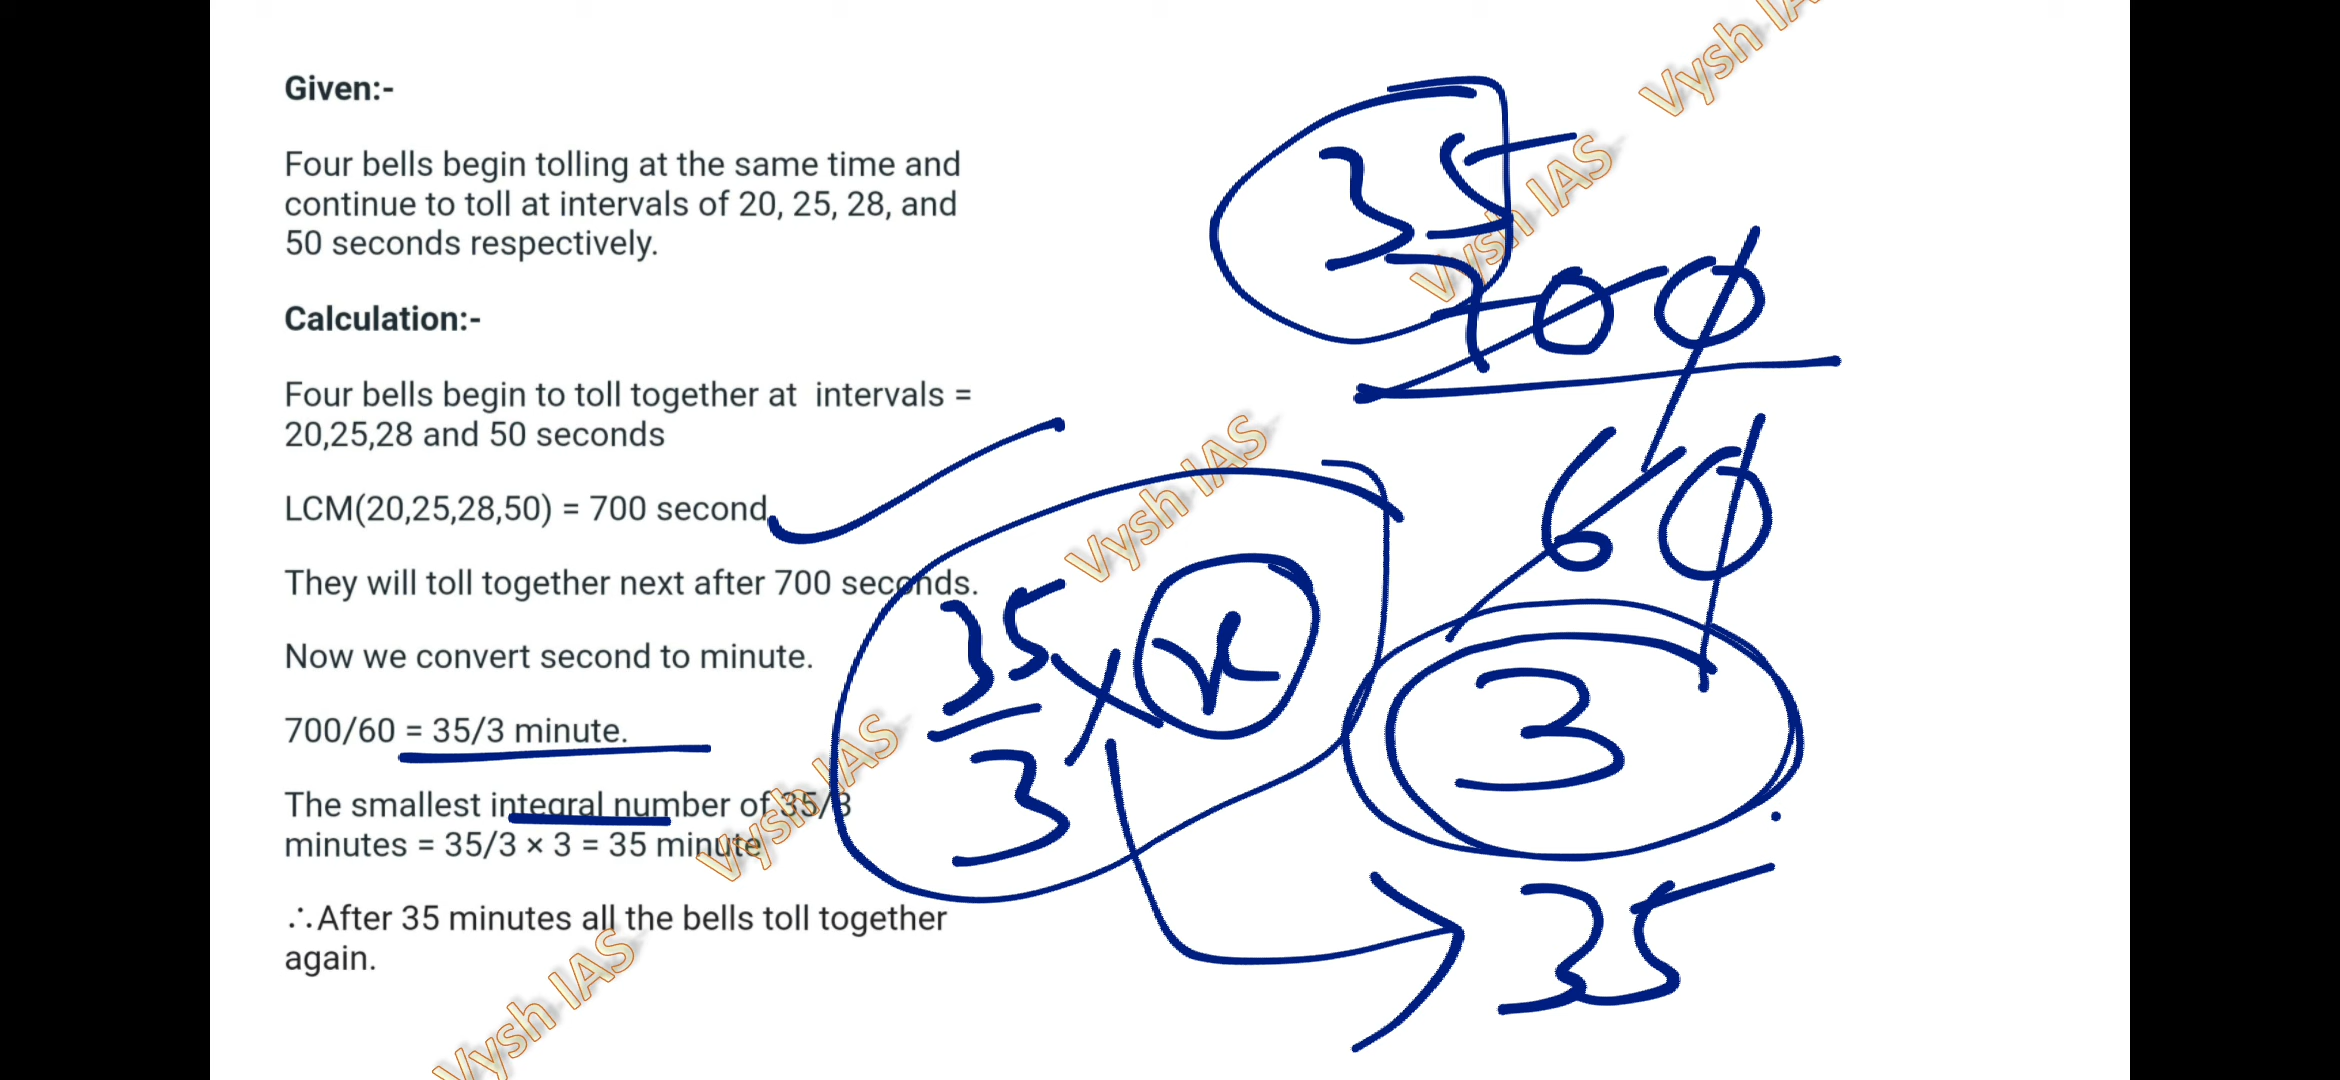 Given:-
Four bells begin tolling at the same time and
continue to toll at intervals of 20, 25, 28, and
50 seconds respectively.
Calculation:-
Four bells begin to toll together at intervals =
20,25,28 and 50 seconds
LCM(20,25,28,50) = 700 second
They will toll together next after 700 seconds.
Now we convert second to minute.
700/60 = 35/3 minute.
The smallest integral number of 35/3
minutes = 35/3 × 3 = 35 minute
∴After 35 minutes all the bells toll together
again.
35
700
60
3
35
3
× x
35
Vysh IAS
Vysh IAS
Vysh IAS
Vysh IAS
Vysh IAS